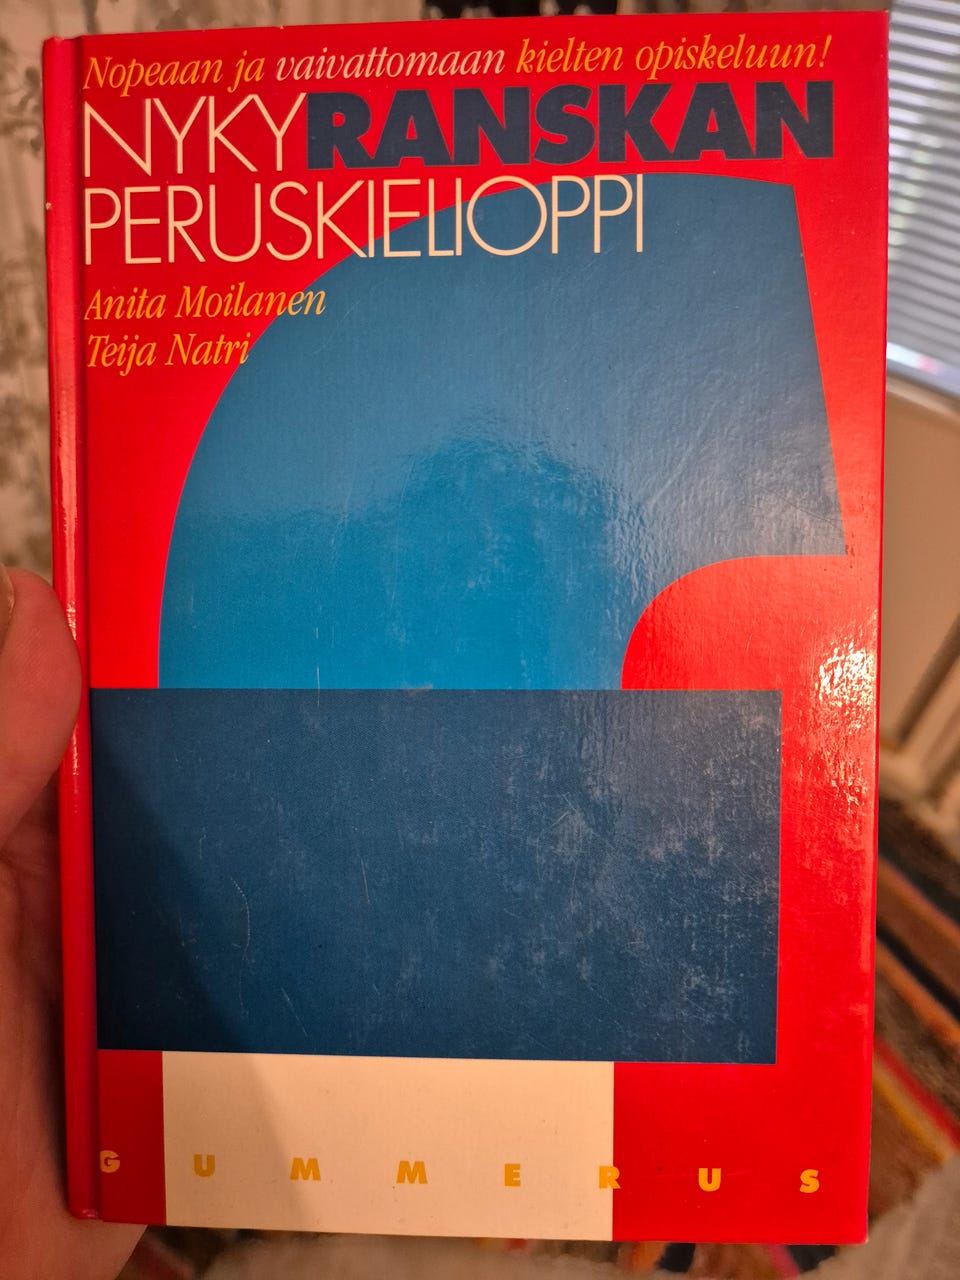 Nopeaan ja vaivattomaan kielten opiskeluun!
NYKYRANSKAN
PERUSKIELIOPPI
Anita Moilanen
Teija Natri
GUMMERUS